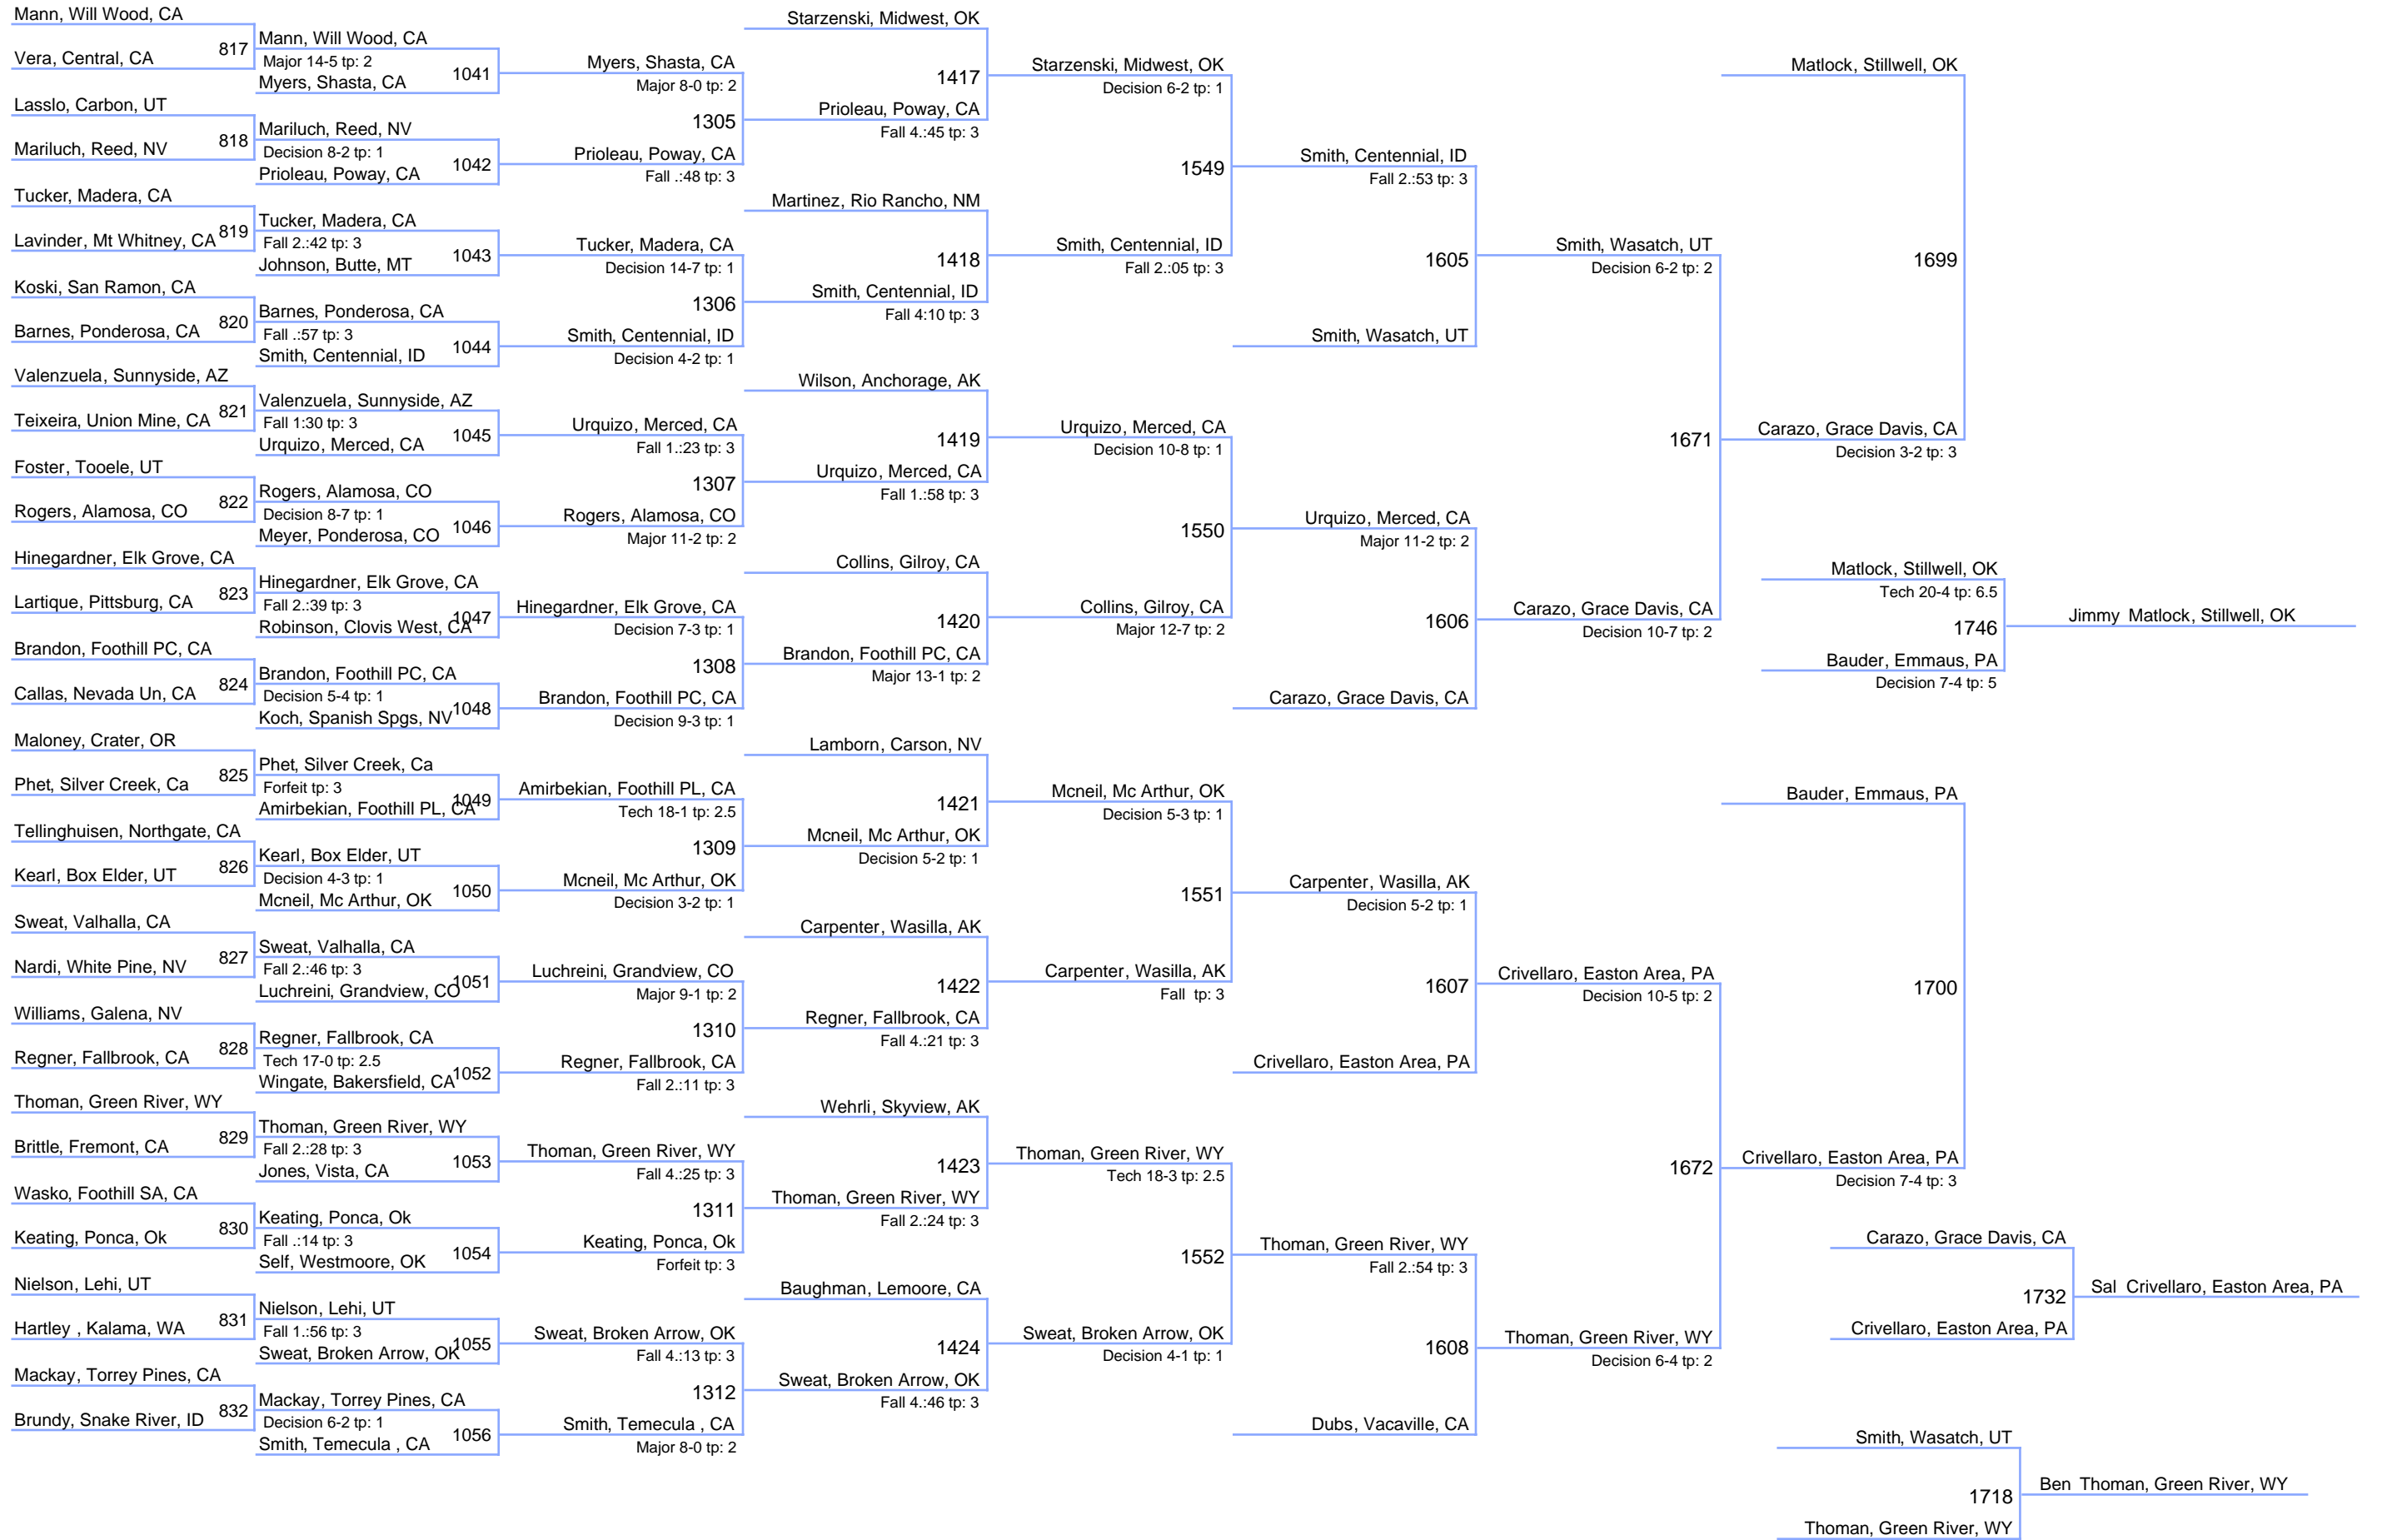 Mann, Will Wood, CA
817
Vera, Central, CA
Lasslo, Carbon, UT
818
Mariluch, Reed, NV
Tucker, Madera, CA
819
Lavinder, Mt Whitney, CA
Koski, San Ramon, CA
820
Barnes, Ponderosa, CA
Valenzuela, Sunnyside, AZ
821
Teixeira, Union Mine, CA
Foster, Tooele, UT
822
Rogers, Alamosa, CO
Hinegardner, Elk Grove, CA
823
Lartique, Pittsburg, CA
Brandon, Foothill PC, CA
824
Callas, Nevada Un, CA
Maloney, Crater, OR
825
Phet, Silver Creek, Ca
Tellinghuisen, Northgate, CA
826
Kearl, Box Elder, UT
Sweat, Valhalla, CA
827
Nardi, White Pine, NV
Williams, Galena, NV
828
Regner, Fallbrook, CA
Thoman, Green River, WY
829
Brittle, Fremont, CA
Wasko, Foothill SA, CA
830
Keating, Ponca, Ok
Nielson, Lehi, UT
831
Hartley , Kalama, WA
Mackay, Torrey Pines, CA
832
Brundy, Snake River, ID
Mann, Will Wood, CA
Major 14-5 tp: 2
1041
Myers, Shasta, CA
Mariluch, Reed, NV
Decision 8-2 tp: 1
1042
Prioleau, Poway, CA
Tucker, Madera, CA
Fall 2.:42 tp: 3
1043
Johnson, Butte, MT
Barnes, Ponderosa, CA
Fall .:57 tp: 3
1044
Smith, Centennial, ID
Valenzuela, Sunnyside, AZ
Fall 1:30 tp: 3
1045
Urquizo, Merced, CA
Rogers, Alamosa, CO
Decision 8-7 tp: 1
1046
Meyer, Ponderosa, CO
Hinegardner, Elk Grove, CA
Fall 2.:39 tp: 3
1047
Robinson, Clovis West, CA
Brandon, Foothill PC, CA
Decision 5-4 tp: 1
1048
Koch, Spanish Spgs, NV
Phet, Silver Creek, Ca
Forfeit tp: 3
1049
Amirbekian, Foothill PL, CA
Kearl, Box Elder, UT
Decision 4-3 tp: 1
1050
Mcneil, Mc Arthur, OK
Sweat, Valhalla, CA
Fall 2.:46 tp: 3
1051
Luchreini, Grandview, CO
Regner, Fallbrook, CA
Tech 17-0 tp: 2.5
1052
Wingate, Bakersfield, CA
Thoman, Green River, WY
Fall 2.:28 tp: 3
1053
Jones, Vista, CA
Keating, Ponca, Ok
Fall .:14 tp: 3
1054
Self, Westmoore, OK
Nielson, Lehi, UT
Fall 1.:56 tp: 3
1055
Sweat, Broken Arrow, OK
Mackay, Torrey Pines, CA
Decision 6-2 tp: 1
1056
Smith, Temecula , CA
Myers, Shasta, CA
Major 8-0 tp: 2
1305
Prioleau, Poway, CA
Fall .:48 tp: 3
Tucker, Madera, CA
Decision 14-7 tp: 1
1306
Smith, Centennial, ID
Decision 4-2 tp: 1
Urquizo, Merced, CA
Fall 1.:23 tp: 3
1307
Rogers, Alamosa, CO
Major 11-2 tp: 2
Hinegardner, Elk Grove, CA
Decision 7-3 tp: 1
1308
Brandon, Foothill PC, CA
Decision 9-3 tp: 1
Amirbekian, Foothill PL, CA
Tech 18-1 tp: 2.5
1309
Mcneil, Mc Arthur, OK
Decision 3-2 tp: 1
Luchreini, Grandview, CO
Major 9-1 tp: 2
1310
Regner, Fallbrook, CA
Fall 2.:11 tp: 3
Thoman, Green River, WY
Fall 4.:25 tp: 3
1311
Keating, Ponca, Ok
Forfeit tp: 3
Sweat, Broken Arrow, OK
Fall 4.:13 tp: 3
1312
Smith, Temecula , CA
Major 8-0 tp: 2
Starzenski, Midwest, OK
1417
Prioleau, Poway, CA
Fall 4.:45 tp: 3
Martinez, Rio Rancho, NM
1418
Smith, Centennial, ID
Fall 4:10 tp: 3
Wilson, Anchorage, AK
1419
Urquizo, Merced, CA
Fall 1.:58 tp: 3
Collins, Gilroy, CA
1420
Brandon, Foothill PC, CA
Major 13-1 tp: 2
Lamborn, Carson, NV
1421
Mcneil, Mc Arthur, OK
Decision 5-2 tp: 1
Carpenter, Wasilla, AK
1422
Regner, Fallbrook, CA
Fall 4.:21 tp: 3
Wehrli, Skyview, AK
1423
Thoman, Green River, WY
Fall 2.:24 tp: 3
Baughman, Lemoore, CA
1424
Sweat, Broken Arrow, OK
Fall 4.:46 tp: 3
Starzenski, Midwest, OK
Decision 6-2 tp: 1
1549
Smith, Centennial, ID
Fall 2.:05 tp: 3
Urquizo, Merced, CA
Decision 10-8 tp: 1
1550
Collins, Gilroy, CA
Major 12-7 tp: 2
Mcneil, Mc Arthur, OK
Decision 5-3 tp: 1
1551
Carpenter, Wasilla, AK
Fall tp: 3
Thoman, Green River, WY
Tech 18-3 tp: 2.5
1552
Sweat, Broken Arrow, OK
Decision 4-1 tp: 1
Smith, Centennial, ID
Fall 2.:53 tp: 3
1605
Smith, Wasatch, UT
Urquizo, Merced, CA
Major 11-2 tp: 2
1606
Carazo, Grace Davis, CA
Carpenter, Wasilla, AK
Decision 5-2 tp: 1
1607
Crivellaro, Easton Area, PA
Thoman, Green River, WY
Fall 2.:54 tp: 3
1608
Dubs, Vacaville, CA
Smith, Wasatch, UT
Decision 6-2 tp: 2
1671
Carazo, Grace Davis, CA
Decision 10-7 tp: 2
Crivellaro, Easton Area, PA
Decision 10-5 tp: 2
1672
Thoman, Green River, WY
Decision 6-4 tp: 2
Matlock, Stillwell, OK
1699
Carazo, Grace Davis, CA
Decision 3-2 tp: 3
Matlock, Stillwell, OK
Tech 20-4 tp: 6.5
1746
Jimmy Matlock, Stillwell, OK
Bauder, Emmaus, PA
Decision 7-4 tp: 5
Bauder, Emmaus, PA
1700
Crivellaro, Easton Area, PA
Decision 7-4 tp: 3
Carazo, Grace Davis, CA
1732
Sal Crivellaro, Easton Area, PA
Crivellaro, Easton Area, PA
Smith, Wasatch, UT
1718
Ben Thoman, Green River, WY
Thoman, Green River, WY